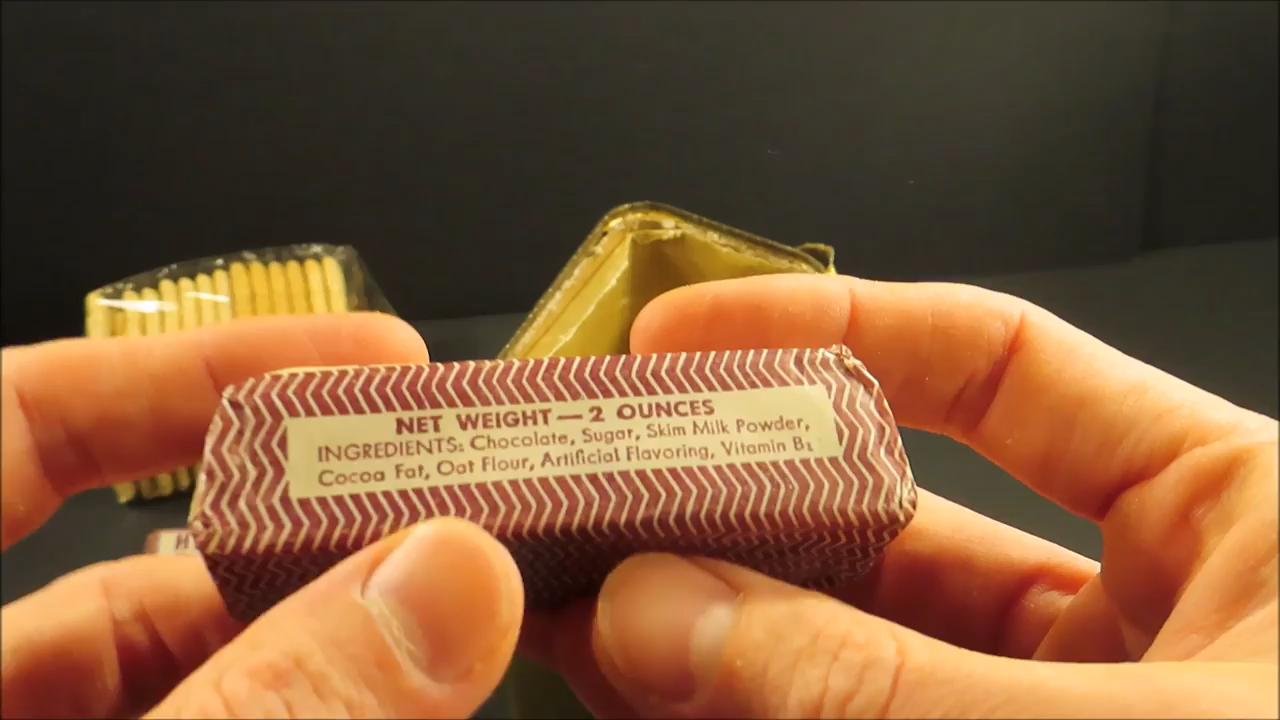 NET WEIGHT—2 OUNCES
INGREDIENTS: Chocolate, Sugar, Skim Milk Powder,
Cocoa Fat, Oat Flour, Artificial Flavoring, Vitamin B₁